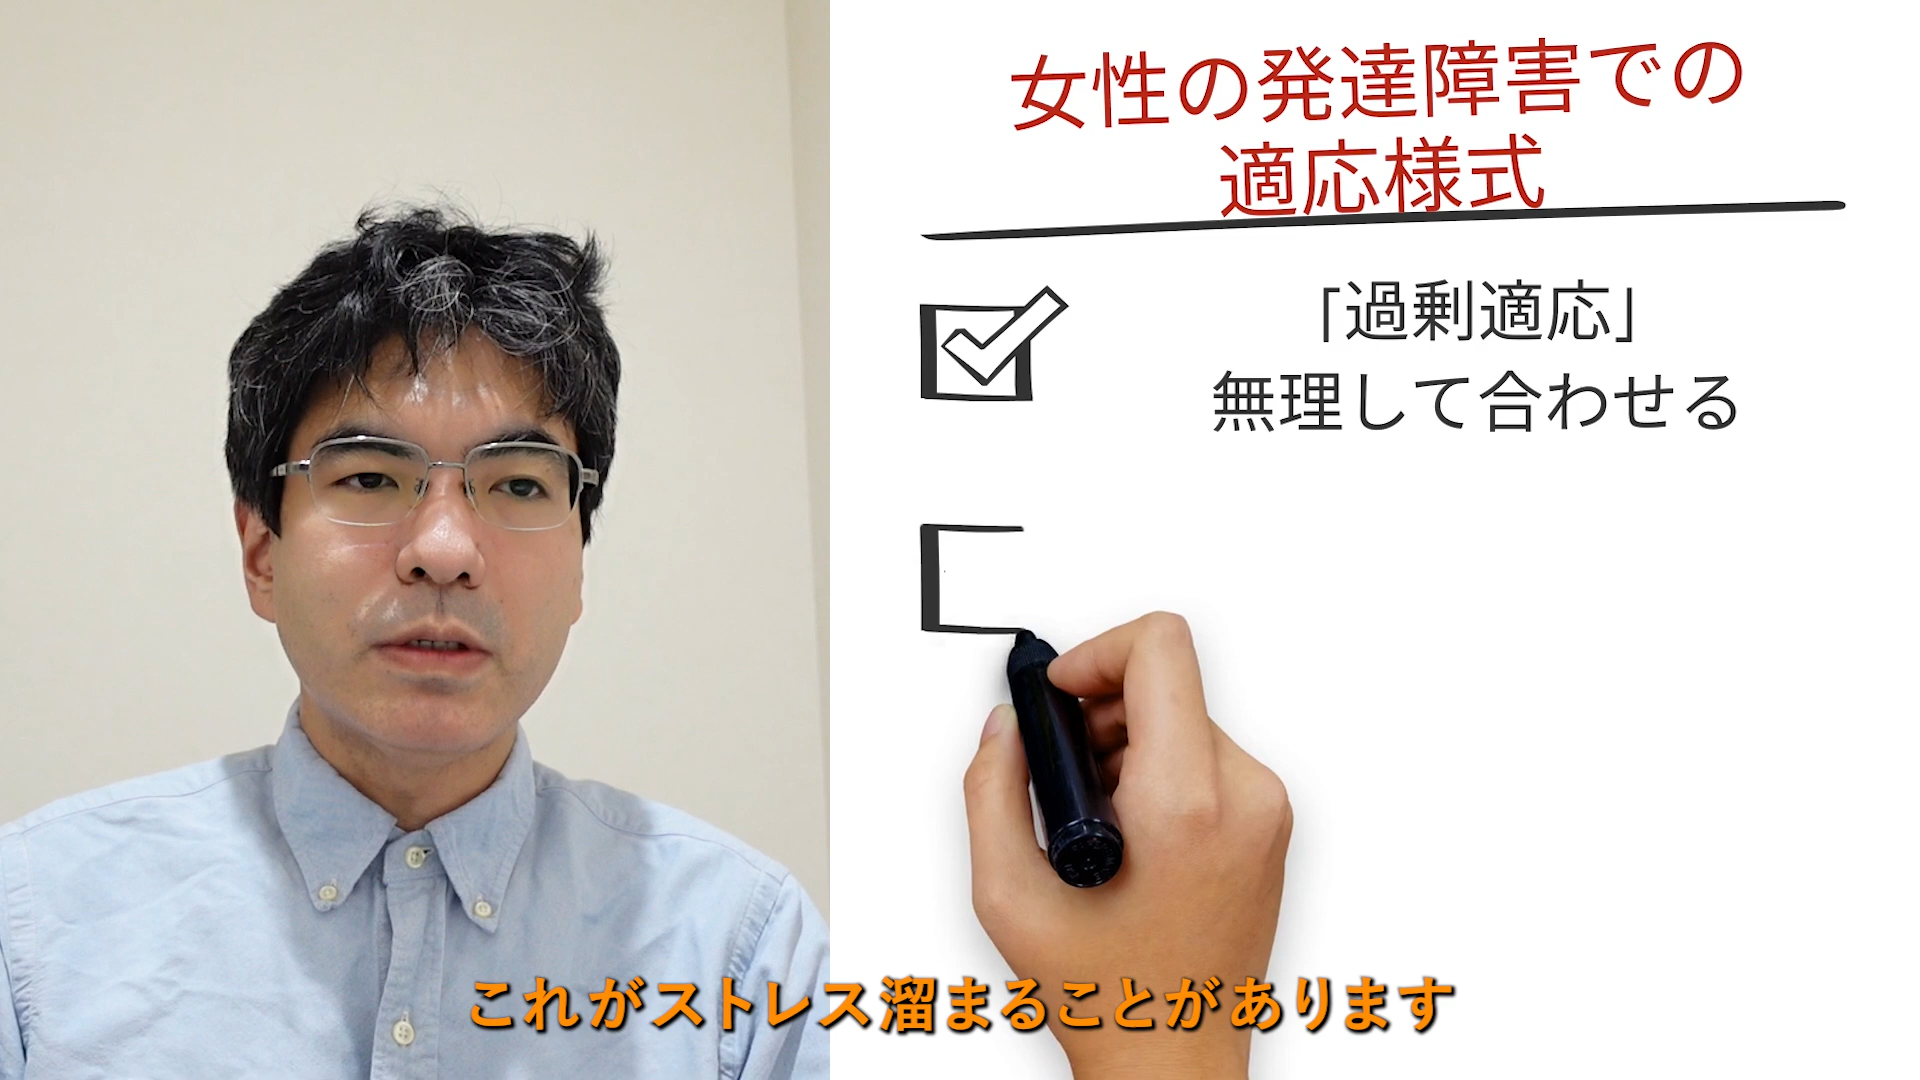 女性の発達障害での
適応様式
「過剰適応」
無理して合わせる
これがストレス溜まることがあります